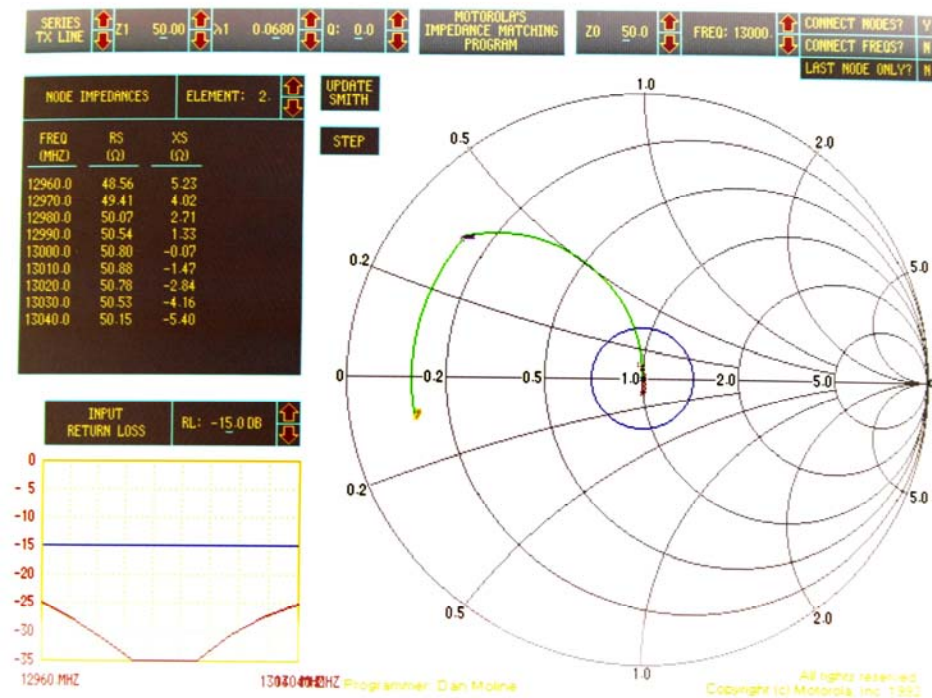 SERIES
TX LINE
Z1 50.00
λ1 0.0680
Q: 0.0
MOTOROLA'S
IMPEDANCE MATCHING
PROGRAM
Z0 50.0
FREQ: 13000.
CONNECT NODES? Y
CONNECT FREQS? N
LAST NODE ONLY? N
NODE IMPEDANCES
ELEMENT: 2.
UPDATE
SMITH
STEP
FREQ RS XS
(MHZ) (Ω) (Ω)
12960.0 48.56 5.23
12970.0 49.41 4.02
12980.0 50.07 2.71
12990.0 50.54 1.33
13000.0 50.80 -0.07
13010.0 50.88 -1.47
13020.0 50.78 -2.84
13030.0 50.53 -4.16
13040.0 50.15 -5.40
1.0
0.5
2.0
0.2
5.0
0 0.2 0.5 1.0 2.0 5.0
0.2
5.0
0.5
2.0
1.0
INPUT
RETURN LOSS
RL: -15.0 DB
0
- 5
-10
-15
-20
-25
-30
-35
12960 MHZ
Programmer: Dan Moline
All rights reserved
Copyright (c) Motorola, Inc. 1992